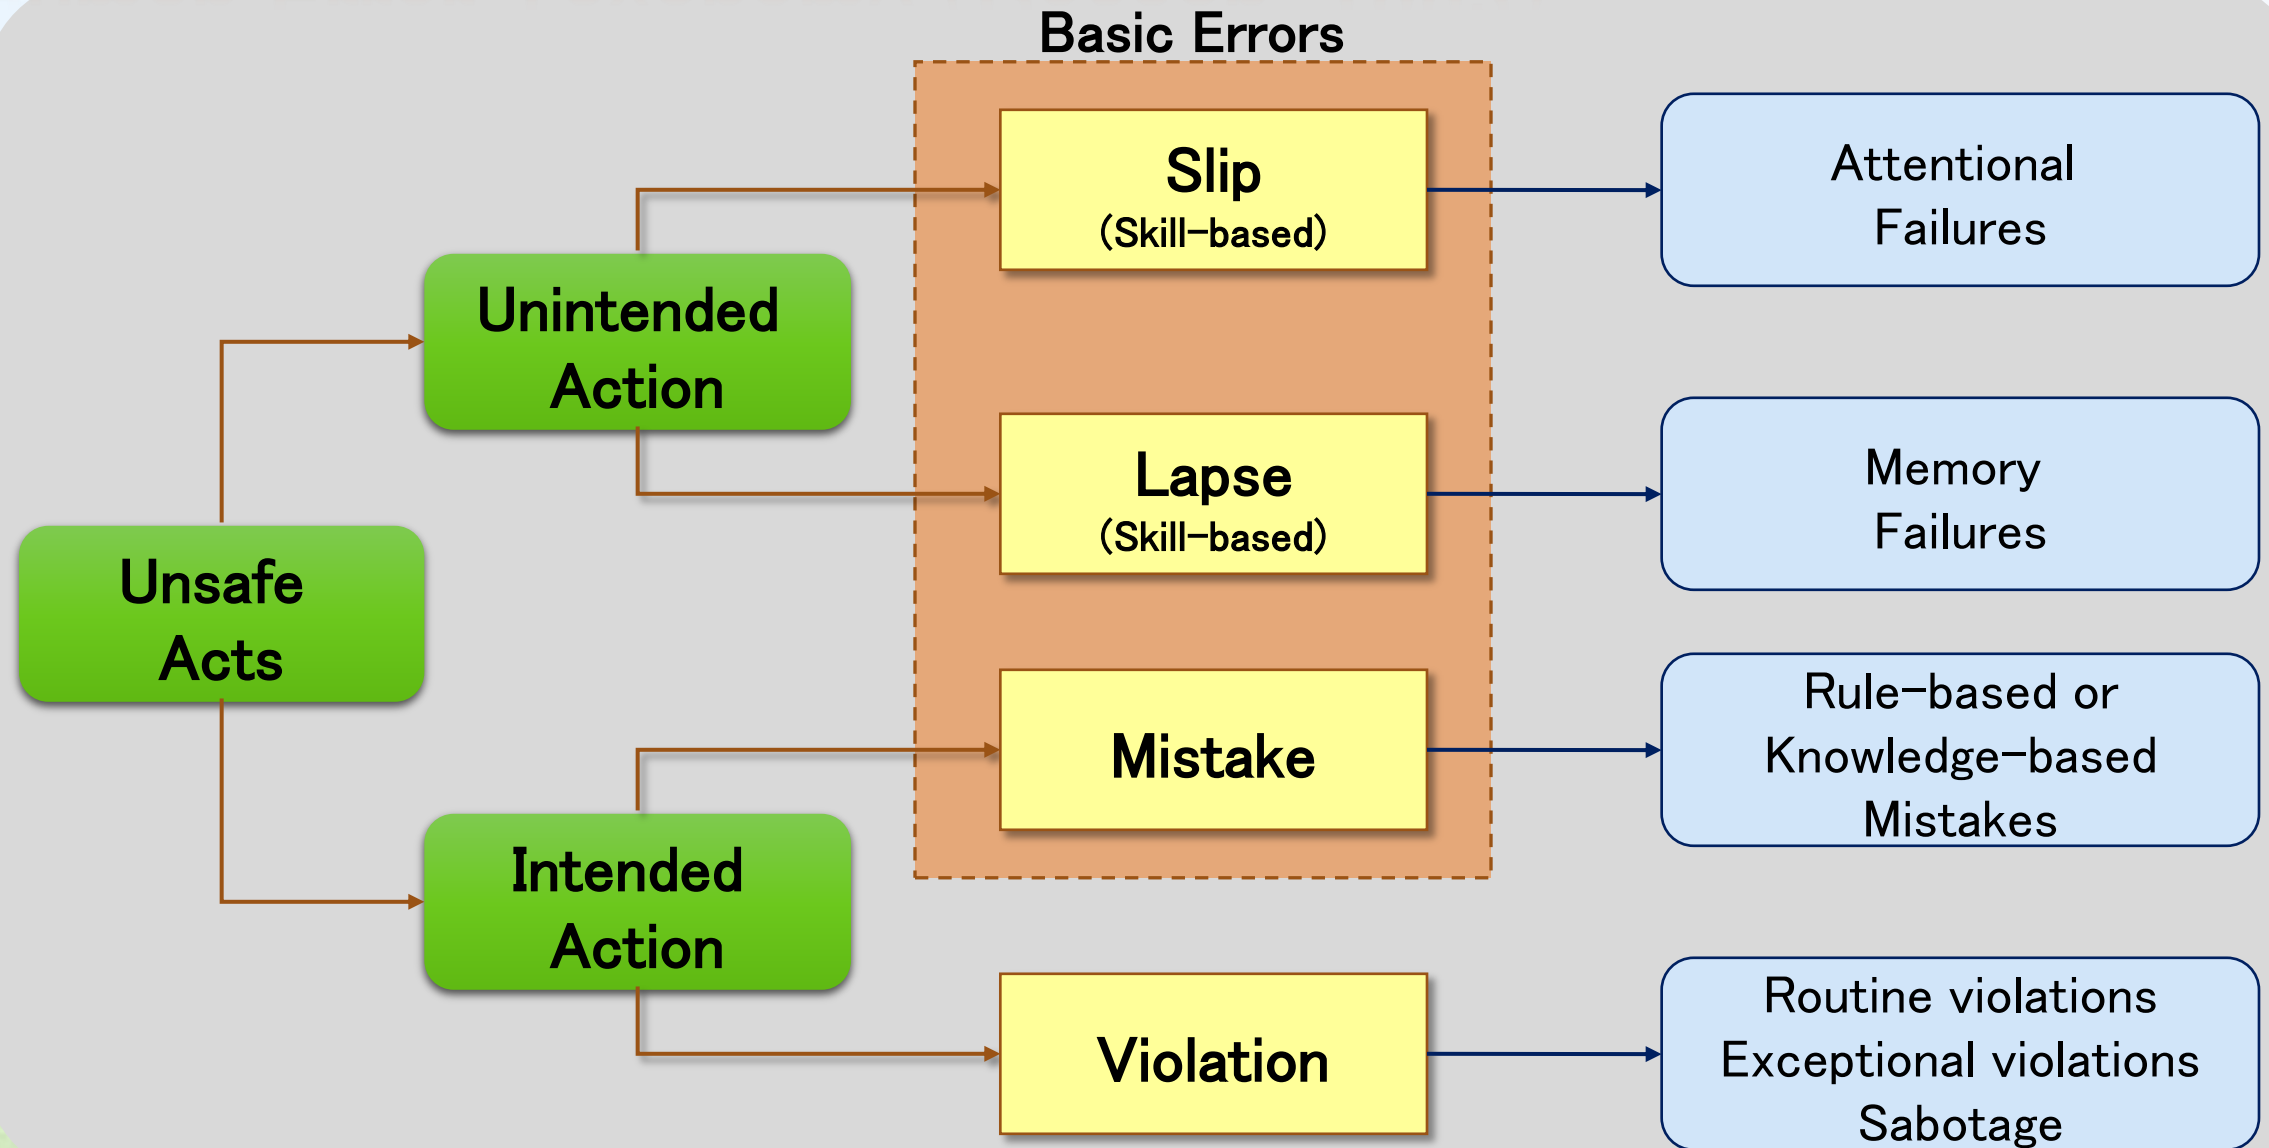 Basic Errors
Slip
(Skill-based)
Attentional
Failures
Unintended
Action
Lapse
(Skill-based)
Memory
Failures
Unsafe
Acts
Mistake
Rule-based or
Knowledge-based
Mistakes
Intended
Action
Violation
Routine violations
Exceptional violations
Sabotage